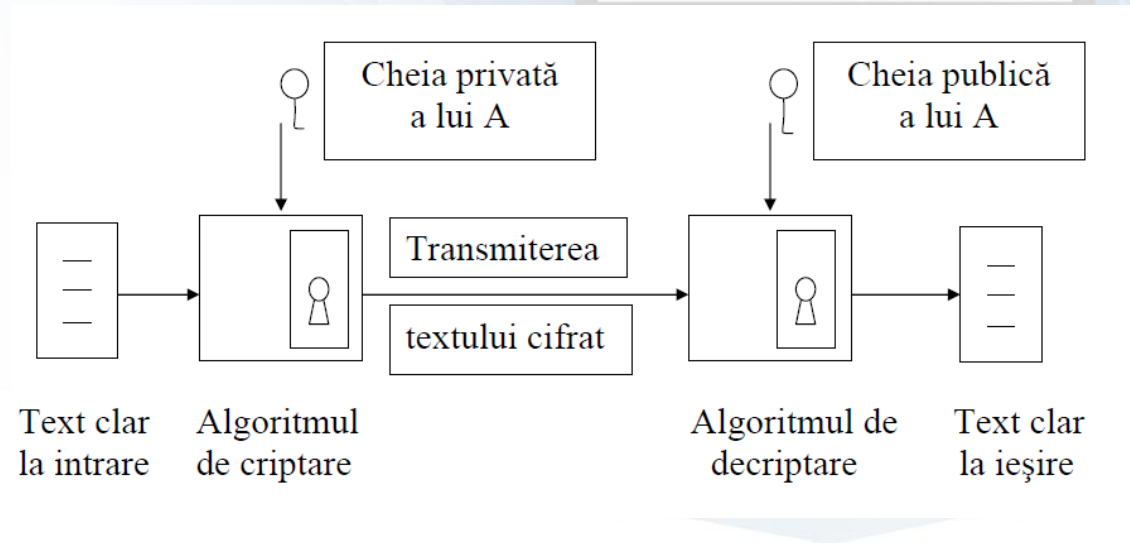 Cheia privată
a lui A
Cheia publică
a lui A
Transmiterea
textului cifrat
Text clar
la intrare
Algoritmul
de criptare
Algoritmul de
decriptare
Text clar
la ieşire